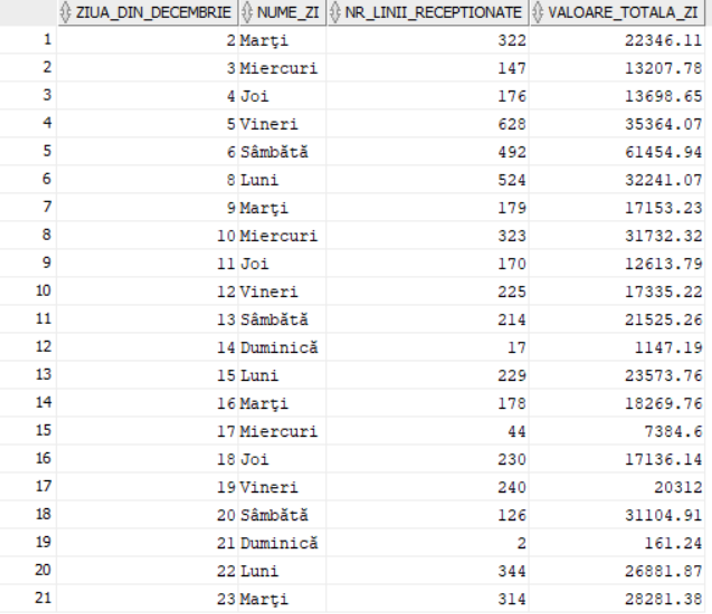 ZIUA_DIN_DECEMBRIE NUME_ZI NR_LINII_RECEPTIONATE VALOARE_TOTALA_ZI
1 2 Marţi 322 22346.11
2 3 Miercuri 147 13207.78
3 4 Joi 176 13698.65
4 5 Vineri 628 35364.07
5 6 Sâmbătă 492 61454.94
6 8 Luni 524 32241.07
7 9 Marţi 179 17153.23
8 10 Miercuri 323 31732.32
9 11 Joi 170 12613.79
10 12 Vineri 225 17335.22
11 13 Sâmbătă 214 21525.26
12 14 Duminică 17 1147.19
13 15 Luni 229 23573.76
14 16 Marţi 178 18269.76
15 17 Miercuri 44 7384.6
16 18 Joi 230 17136.14
17 19 Vineri 240 20312
18 20 Sâmbătă 126 31104.91
19 21 Duminică 2 161.24
20 22 Luni 344 26881.87
21 23 Marţi 314 28281.38